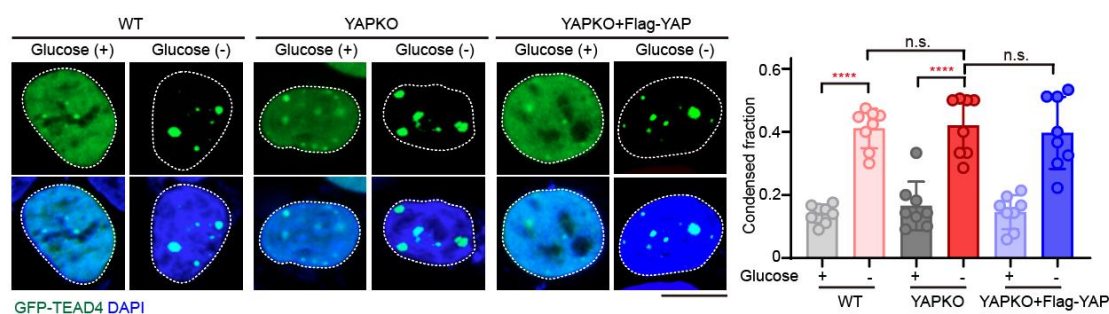 WT YAPKO YAPKO+Flag-YAP
Glucose (+) Glucose (-) Glucose (+) Glucose (-) Glucose (+) Glucose (-)
GFP-TEAD4 DAPI
n.s.
**** **** n.s.
Condensed fraction
0.6
0.4
0.2
0
Glucose + - + - + -
WT YAPKO YAPKO+Flag-YAP